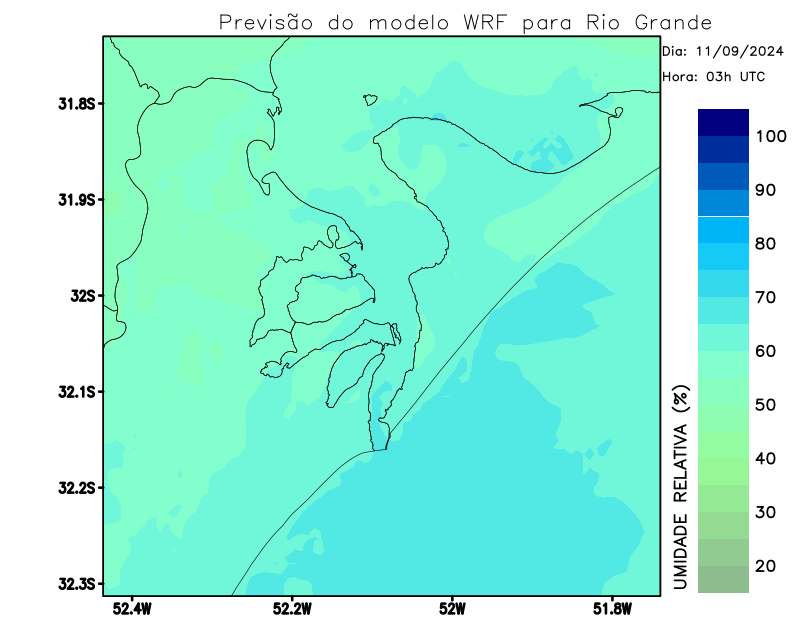 Previsão do modelo WRF para Rio Grande
Dia: 11/09/2024
Hora: 03h UTC
31.8S
31.9S
32S
32.1S
32.2S
32.3S
52.4W
52.2W
52W
51.8W
100
90
80
70
60
50
40
30
20
UMIDADE RELATIVA (%)